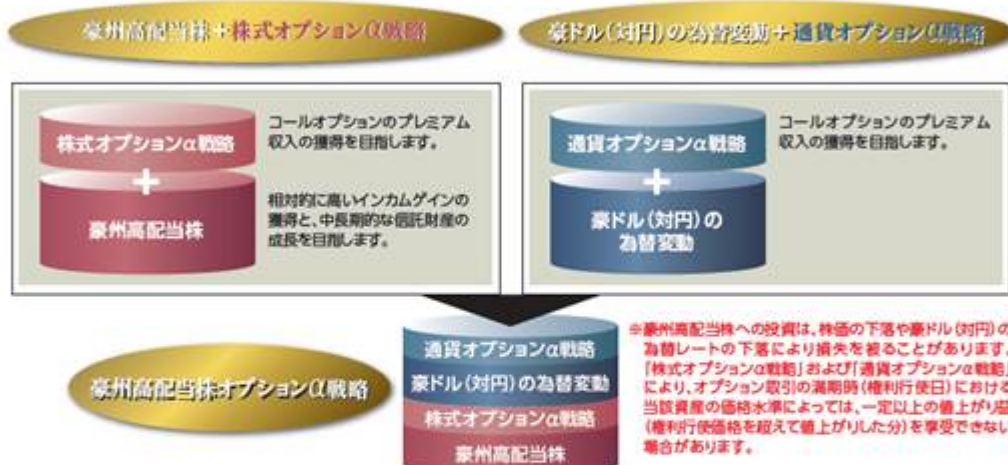 豪州高配当株+株式オプションα戦略
豪ドル(対円)の為替変動+通貨オプションα戦略
株式オプションα戦略
+
豪州高配当株
コールオプションのプレミアム
収入の獲得を目指します。
相対的に高いインカムゲインの
獲得と、中長期的な信託財産の
成長を目指します。
通貨オプションα戦略
+
豪ドル(対円)の
為替変動
コールオプションのプレミアム
収入の獲得を目指します。
豪州高配当株オプションα戦略
通貨オプションα戦略
豪ドル(対円)の為替変動
株式オプションα戦略
豪州高配当株
※豪州高配当株への投資は、株価の下落や豪ドル(対円)の
為替レートの下落により損失を被ることがあります。
「株式オプションα戦略」および「通貨オプションα戦略」
により、オプション取引の満期時(権利行使日)における
当該資産の価格水準によっては、一定以上の値上がり益
(権利行使価格を超えて値上がりした分)を享受できない
場合があります。